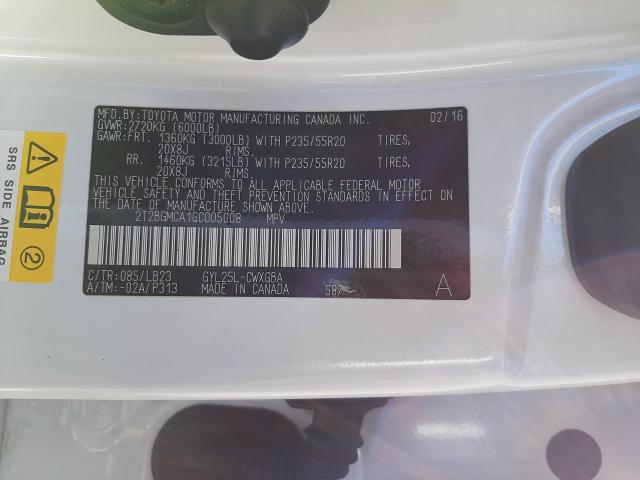 MFD.BY:TOYOTA MOTOR MANUFACTURING CANADA INC. 02/16
GVWR:2720KG (6000LB)
GAWR:FRT. 1360KG (3000LB) WITH P235/55R20 TIRES,
20X8J RIMS.
RR. 1460KG (3215LB) WITH P235/55R20 TIRES,
20X8J RIMS.
THIS VEHICLE CONFORMS TO ALL APPLICABLE FEDERAL MOTOR
VEHICLE SAFETY AND THEFT PREVENTION STANDARDS IN EFFECT
ON THE DATE OF MANUFACTURE SHOWN ABOVE.
2T2BGMCA1GC005008 MPV
C/TR:085/LB23 GYL25L-CWXGBA
A/TM:-02A/P313 MADE IN CANADA 587 A
SRS SIDE AIRBAG
2